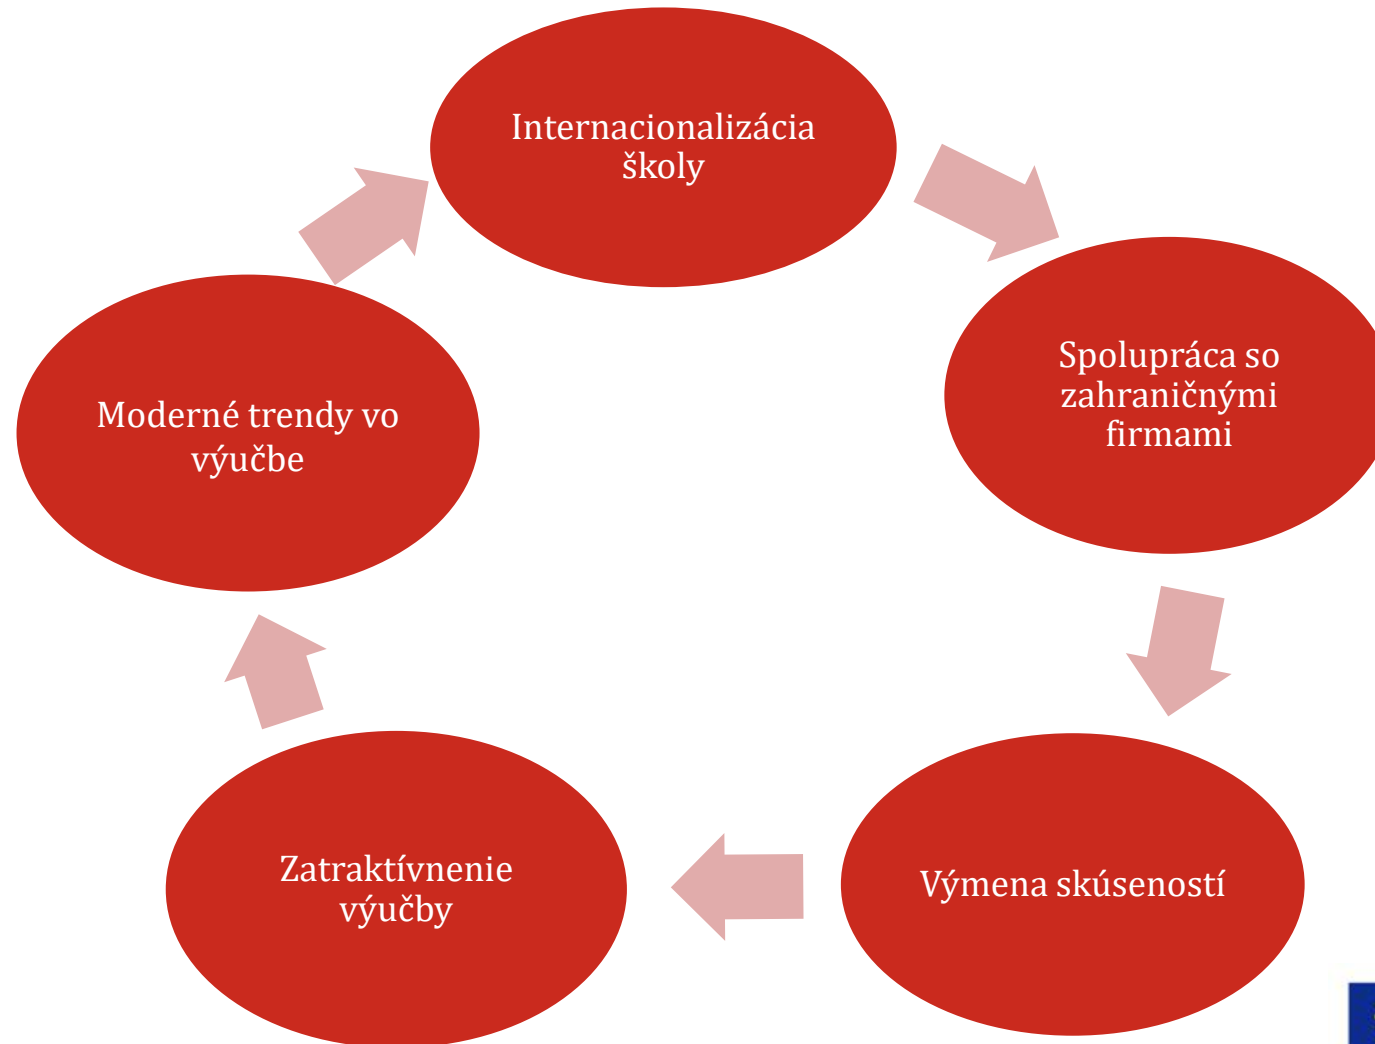 Internacionalizácia
školy
Spolupráca so
zahraničnými
firmami
Výmena skúseností
Zatraktívnenie
výučby
Moderné trendy vo
výučbe